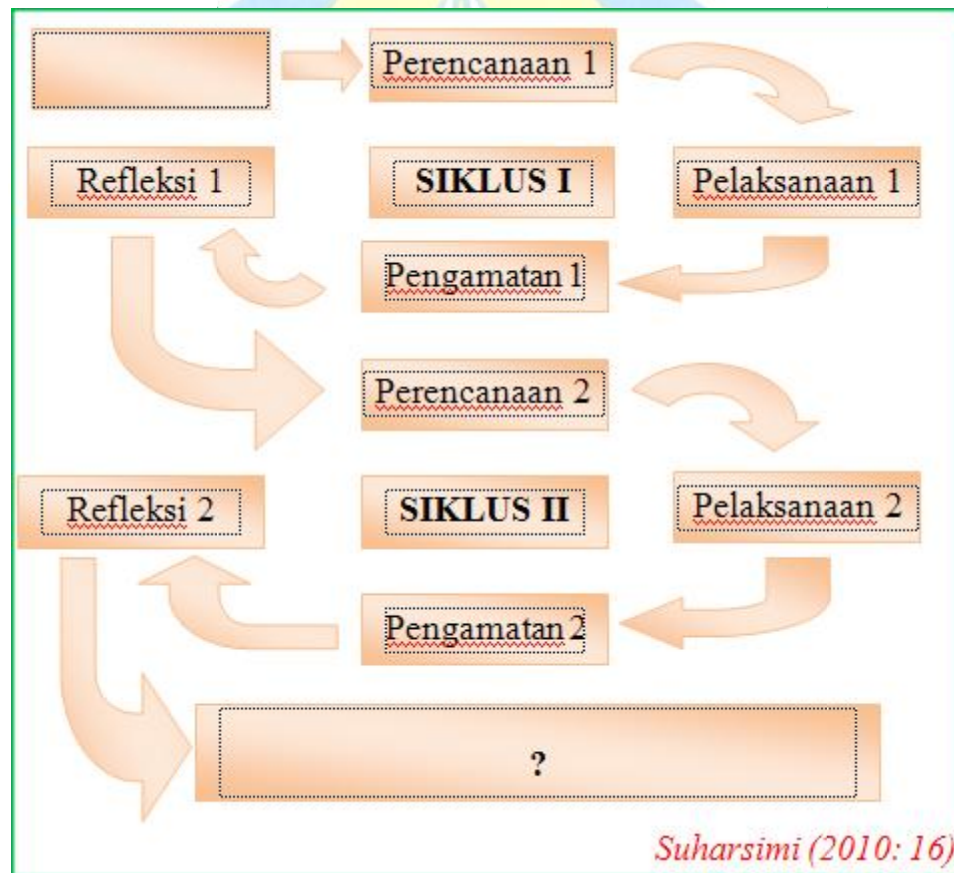 Perencanaan 1
Refleksi 1
SIKLUS I
Pelaksanaan 1
Pengamatan 1
Perencanaan 2
Refleksi 2
SIKLUS II
Pelaksanaan 2
Pengamatan 2
?
Suharsimi (2010: 16)